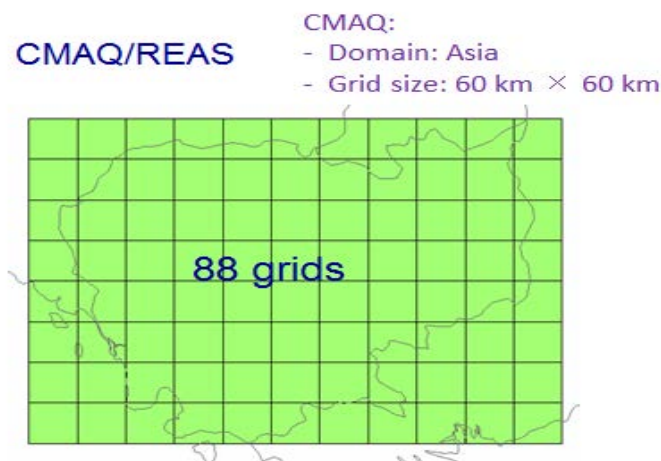 CMAQ/REAS
CMAQ:
- Domain: Asia
- Grid size: 60 km × 60 km
88 grids